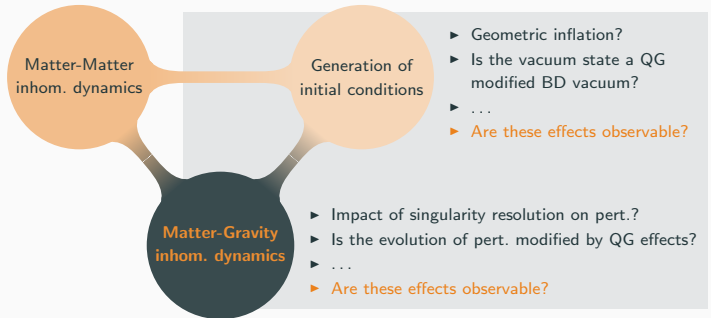 Matter-Matter
inhom. dynamics
Generation of
initial conditions
▶ Geometric inflation?
▶ Is the vacuum state a QG
modified BD vacuum?
▶ . . .
▶ Are these effects observable?
Matter-Gravity
inhom. dynamics
▶ Impact of singularity resolution on pert.?
▶ Is the evolution of pert. modified by QG effects?
▶ . . .
▶ Are these effects observable?